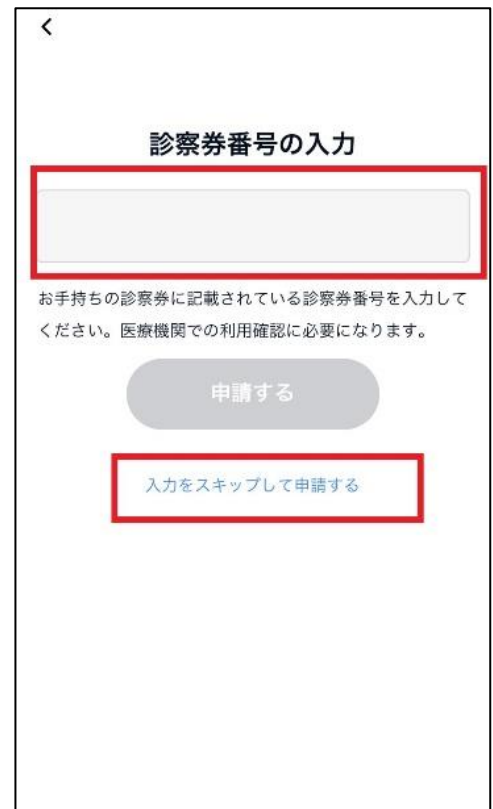 診察券番号の入力
お手持ちの診察券に記載されている診察券番号を入力して
ください。医療機関での利用確認に必要になります。
申請する
入力をスキップして申請する